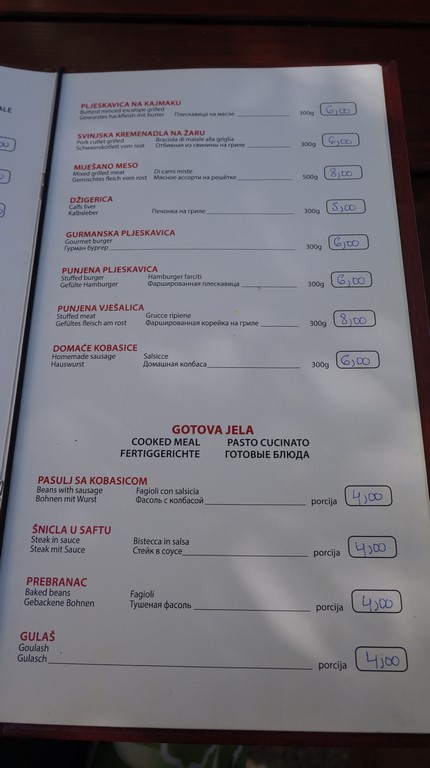 PLJESKAVICA NA KAJMAKU
Butterd minced escalope grilled
Gewürztes hackfleisch mit butter Плескавица на масле 300g 6,00
SVINJSKA KREMENADLA NA ŽARU
Pork cutlet grilled Braciola di maiale alla griglia
Schweinskotlett vom rost Отбивная из свинины на гриле 300g 6,00
MIJEŠANO MESO
Mixed grilled meat Di carni miste
Gemischtes fleish vom rost Мясное ассорти на решётке 500g 8,00
DŽIGERICA
Calfs liver
Kalbsleber Печонка на гриле 300g 5,00
GURMANSKA PLJESKAVICA
Gourmet burger
Гурман бургер 300g 6,00
PUNJENA PLJESKAVICA
Stuffed burger Hamburger farciti
Gefülte Hamburger Фаршированная плескавица 300g 6,00
PUNJENA VJEŠALICA
Stuffed meat Grucce ripiene
Gefültes fleisch am rost Фаршированная корейка на гриле 300g 8,00
DOMAĆE KOBASICE
Homemade sausage Salsicce
Hauswurst Домашная колбаса 300g 6,00
GOTOVA JELA
COOKED MEAL PASTO CUCINATO
FERTIGGERICHTE ГОТОВЫЕ БЛЮДА
PASULJ SA KOBASICOM
Beans with sausage Fagioli con salsicia
Bohnen mit Wurst Фасоль с колбасой porcija 4,00
ŠNICLA U SAFTU
Steak in sauce Bistecca in salsa
Steak mit Sauce Стейк в соусе porcija 4,00
PREBRANAC
Baked beans Fagioli
Gebackene Bohnen Тушеная фасоль porcija 4,00
GULAŠ
Goulash
Gulasch porcija 4,00